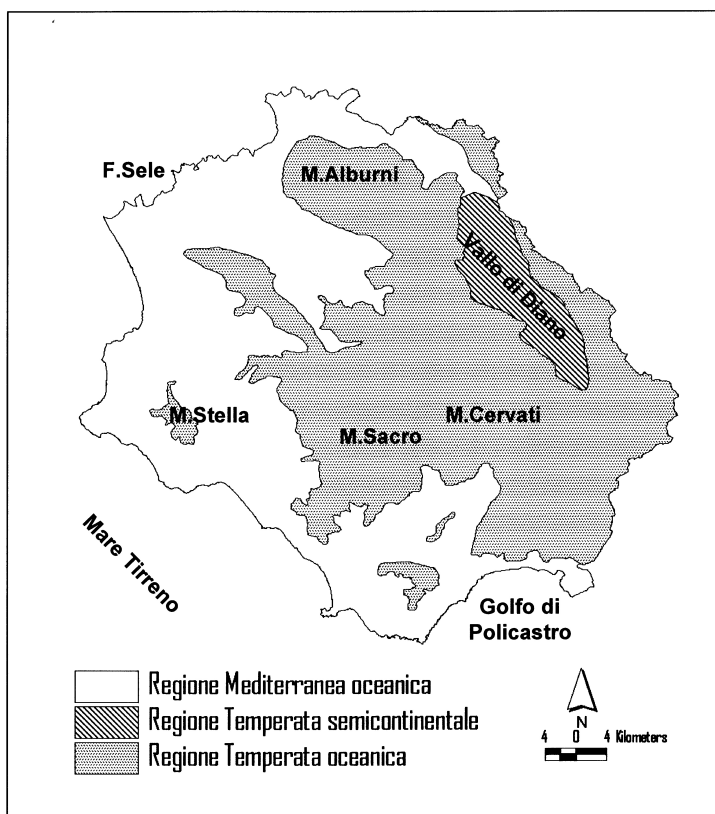 F.Sele
M.Alburni
Vallo di Diano
M.Stella
M.Cervati
M.Sacro
Mare Tirreno
Golfo di
Policastro
Regione Mediterranea oceanica
Regione Temperata semicontinentale
Regione Temperata oceanica
N
4 0 4 Kilometers